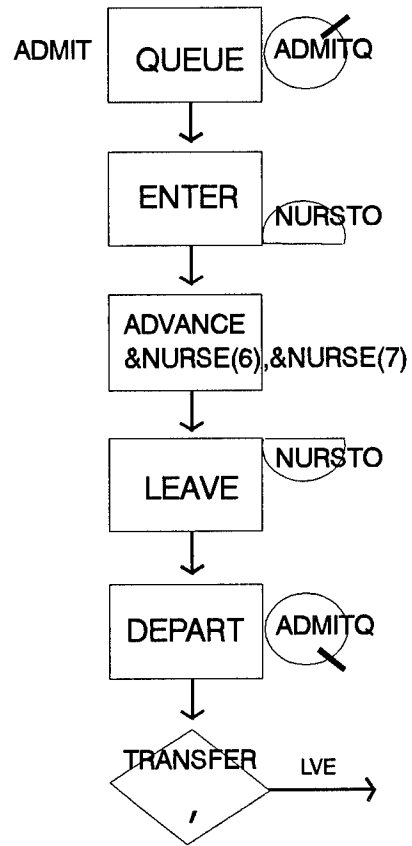 ADMIT QUEUE ADMITQ
ENTER
NURSTO
ADVANCE
&NURSE(6),&NURSE(7)
NURSTO
LEAVE
DEPART ADMITQ
TRANSFER LVE
,